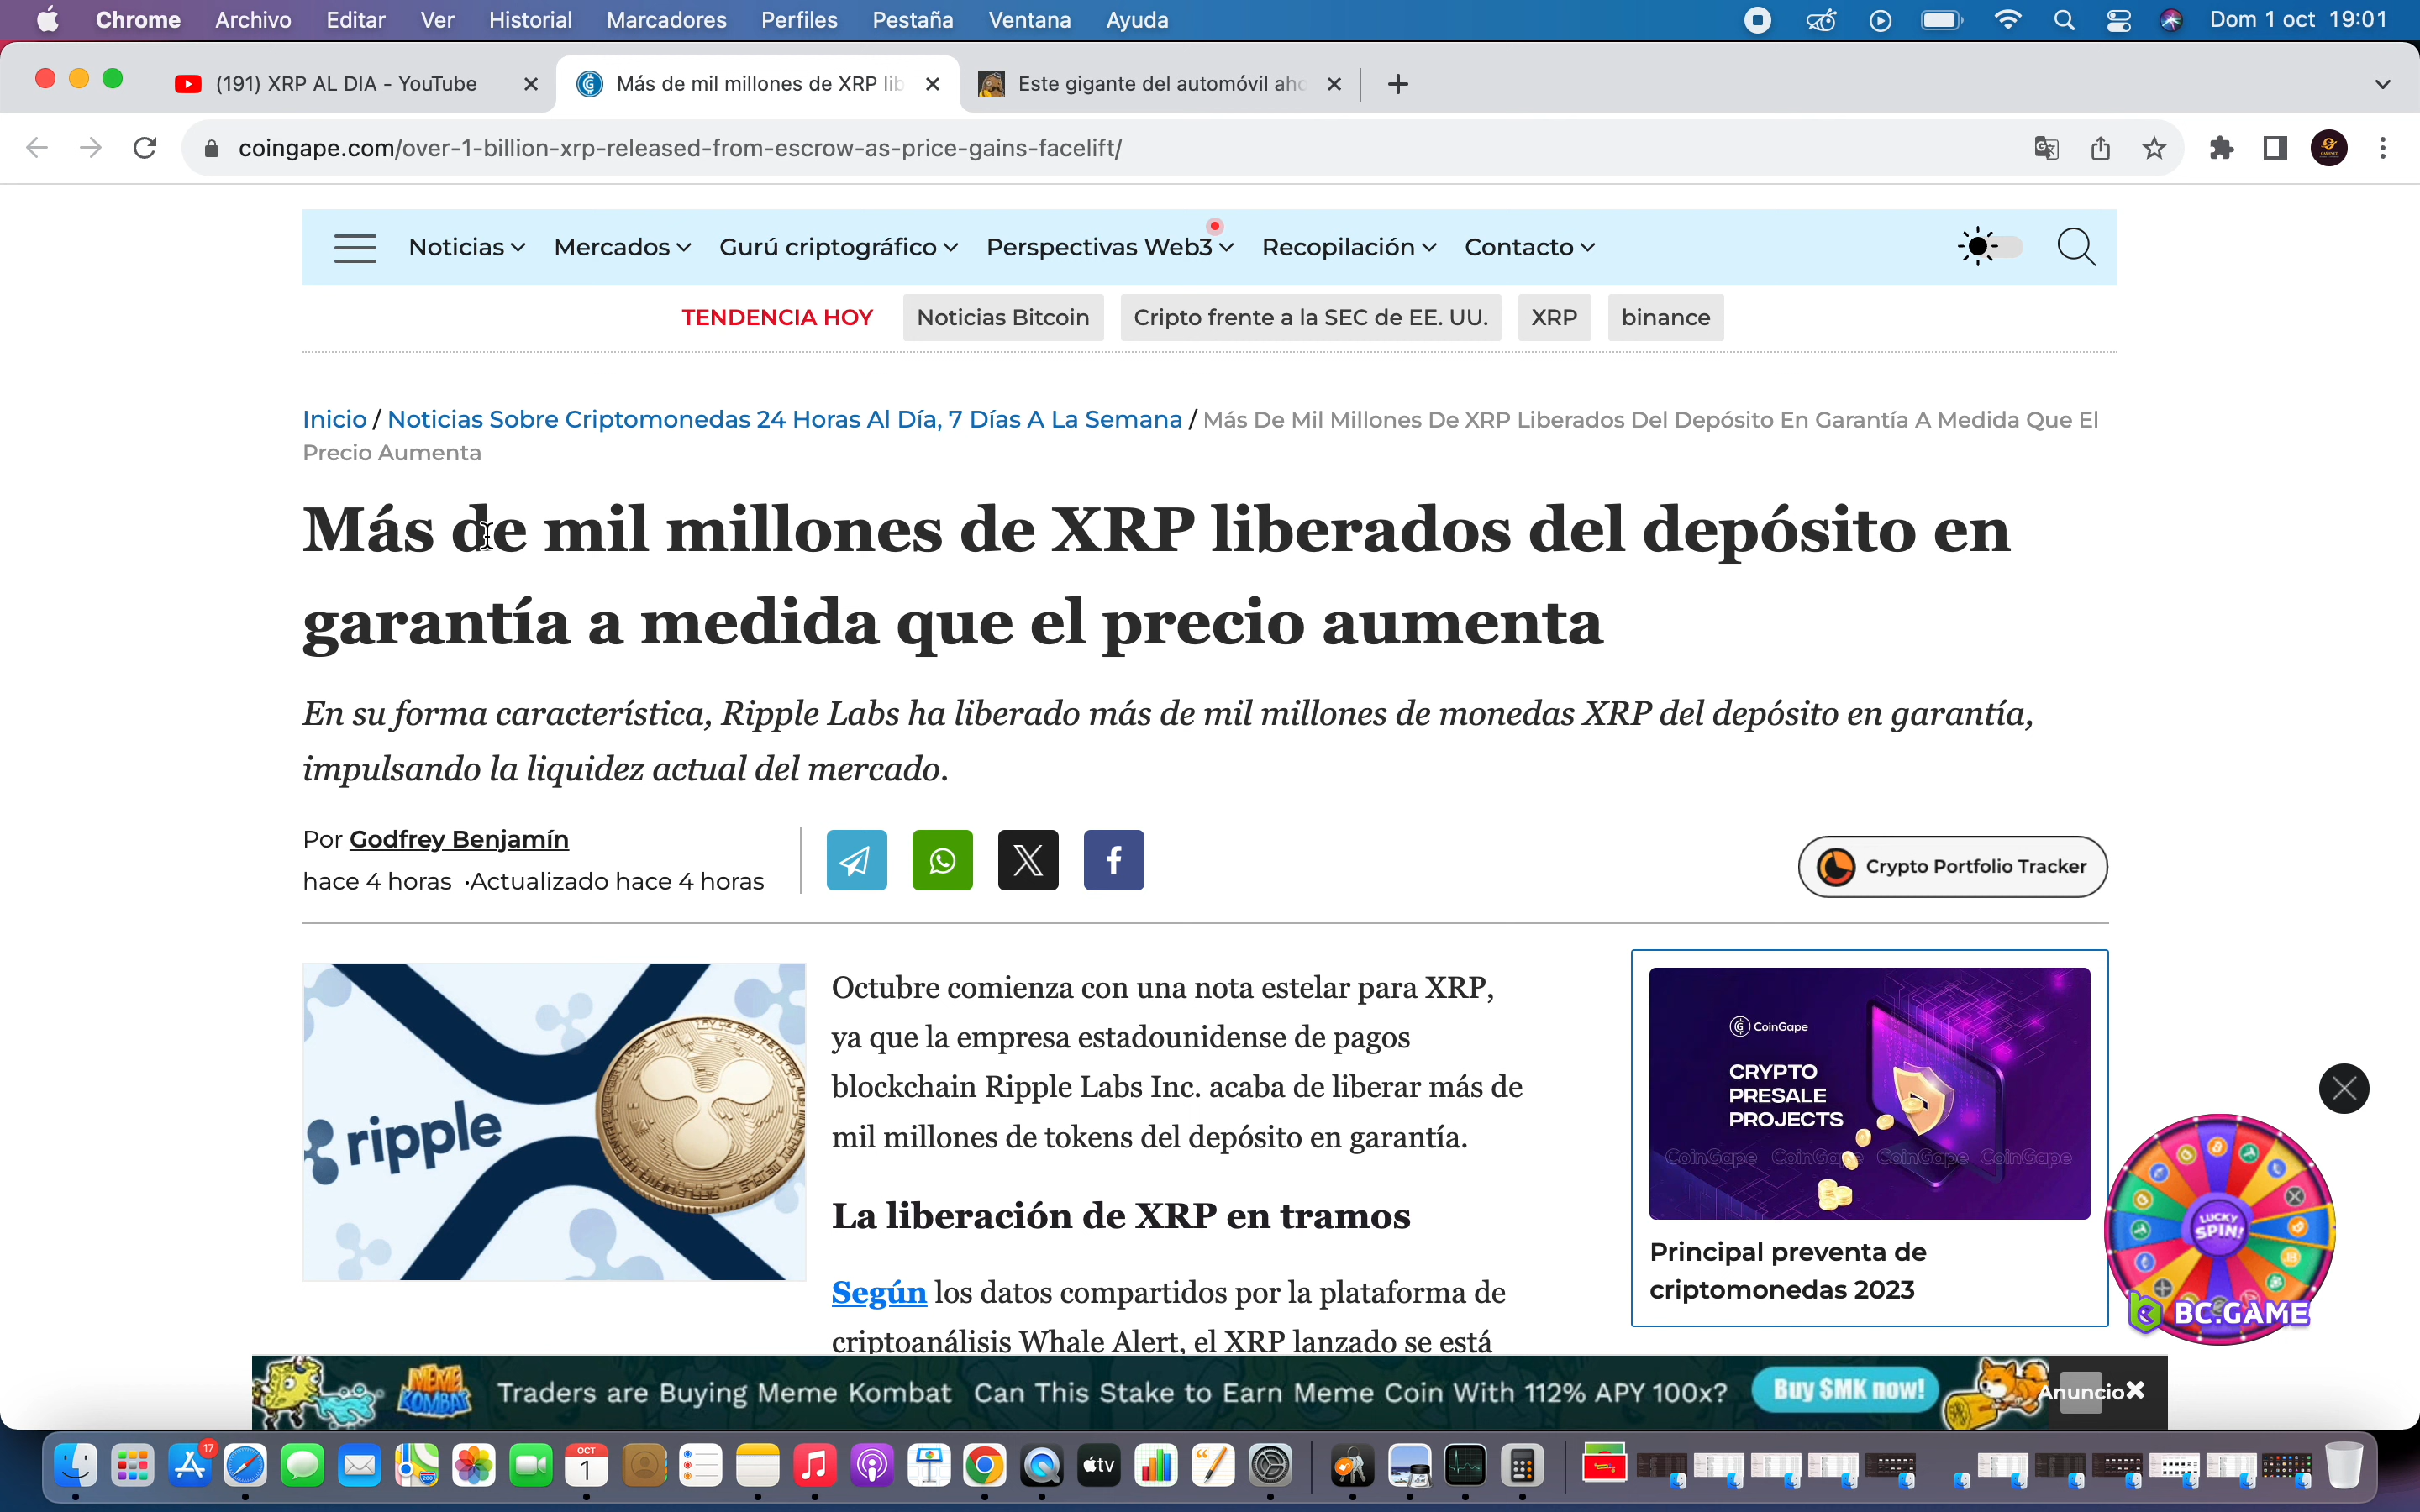 Chrome Archivo Editar Ver Historial Marcadores Perfiles Pestaña Ventana Ayuda Dom 1 oct 19:01
(191) XRP AL DIA - YouTube Más de mil millones de XRP lib Este gigante del automóvil aho
coingape.com/over-1-billion-xrp-released-from-escrow-as-price-gains-facelift/
Noticias Mercados Gurú criptográfico Perspectivas Web3 Recopilación Contacto
TENDENCIA HOY Noticias Bitcoin Cripto frente a la SEC de EE. UU. XRP binance
Inicio / Noticias Sobre Criptomonedas 24 Horas Al Día, 7 Días A La Semana / Más De Mil Millones De XRP Liberados Del Depósito En Garantía A Medida Que El
Precio Aumenta
Más de mil millones de XRP liberados del depósito en
garantía a medida que el precio aumenta
En su forma característica, Ripple Labs ha liberado más de mil millones de monedas XRP del depósito en garantía,
impulsando la liquidez actual del mercado.
Por Godfrey Benjamín
hace 4 horas ·Actualizado hace 4 horas
Crypto Portfolio Tracker
ripple
Octubre comienza con una nota estelar para XRP,
ya que la empresa estadounidense de pagos
blockchain Ripple Labs Inc. acaba de liberar más de
mil millones de tokens del depósito en garantía.
La liberación de XRP en tramos
Según los datos compartidos por la plataforma de
criptoanálisis Whale Alert, el XRP lanzado se está
CoinGape
CRYPTO
PRESALE
PROJECTS
CoinGape CoinGape CoinGape CoinGape
Principal preventa de
criptomonedas 2023
LUCKY
SPIN!
BC.GAME
MEME
KOMBAT
Traders are Buying Meme Kombat Can This Stake to Earn Meme Coin With 112% APY 100x?
Buy $MK now!
Anuncio
17
OCT
1
tv